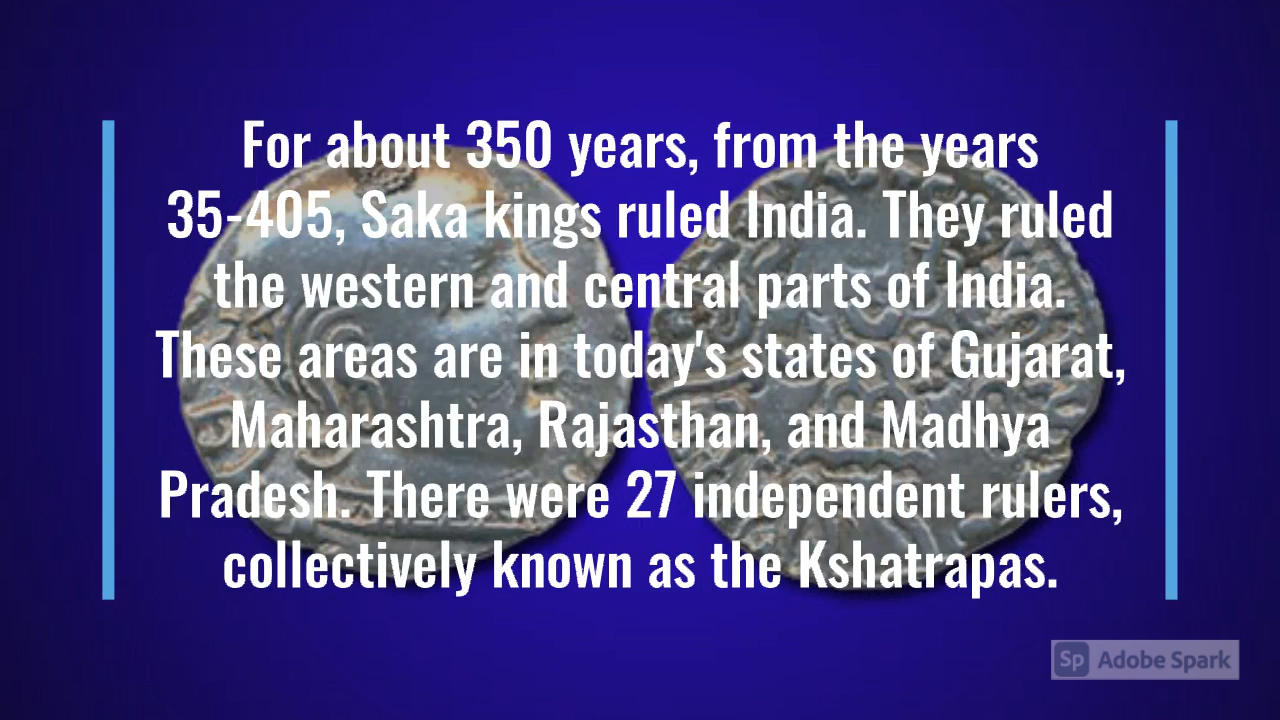 For about 350 years, from the years
35-405, Saka kings ruled India. They ruled
the western and central parts of India.
These areas are in today's states of Gujarat,
Maharashtra, Rajasthan, and Madhya
Pradesh. There were 27 independent rulers,
collectively known as the Kshatrapas.
Sp Adobe Spark